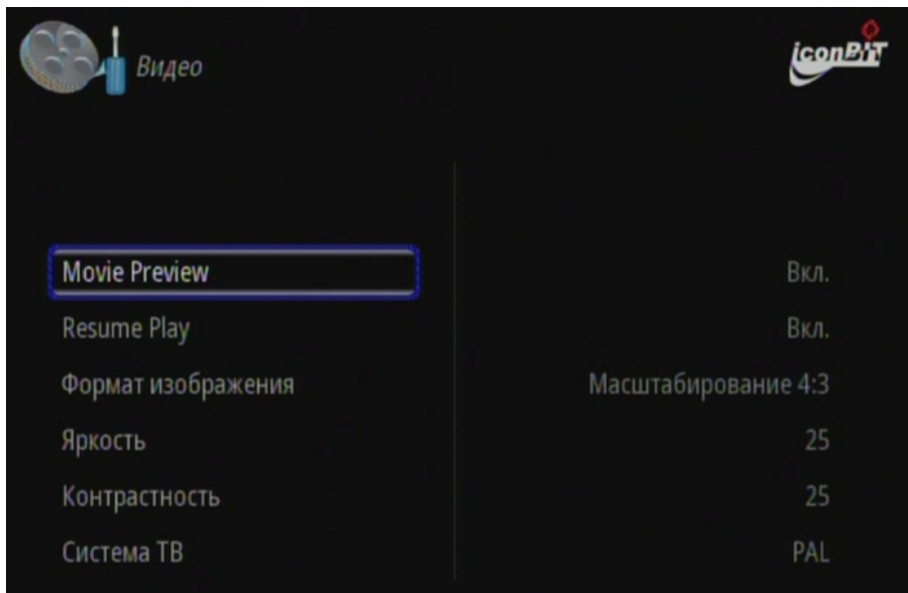 Видео
iconBIT
Movie Preview Вкл.
Resume Play Вкл.
Формат изображения Масштабирование 4:3
Яркость 25
Контрастность 25
Система ТВ PAL